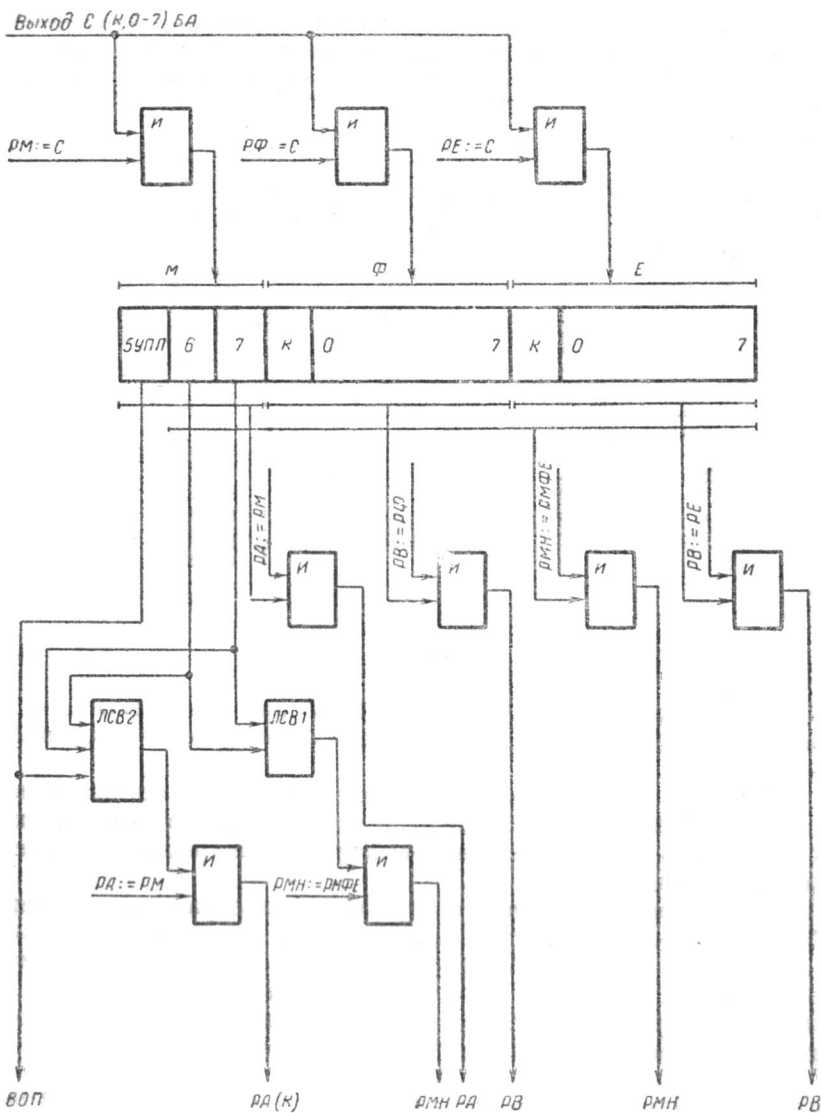 Выход С (К,0-7) БА
И
И
И
РМ:=С
РФ:=С
РЕ:=С
М
Ф
Е
5УПЛ
6
7
К
0
7
К
0
7
РА:=РМ
РВ:=РФ
РМН:=РМФЕ
РВ:=РЕ
И
И
И
И
ЛСВ2
ЛСВ1
И
И
РА:=РМ
РМН:=РМФЕ
ВОП
РА(К)
РМН
РА
РВ
РМН
РВ